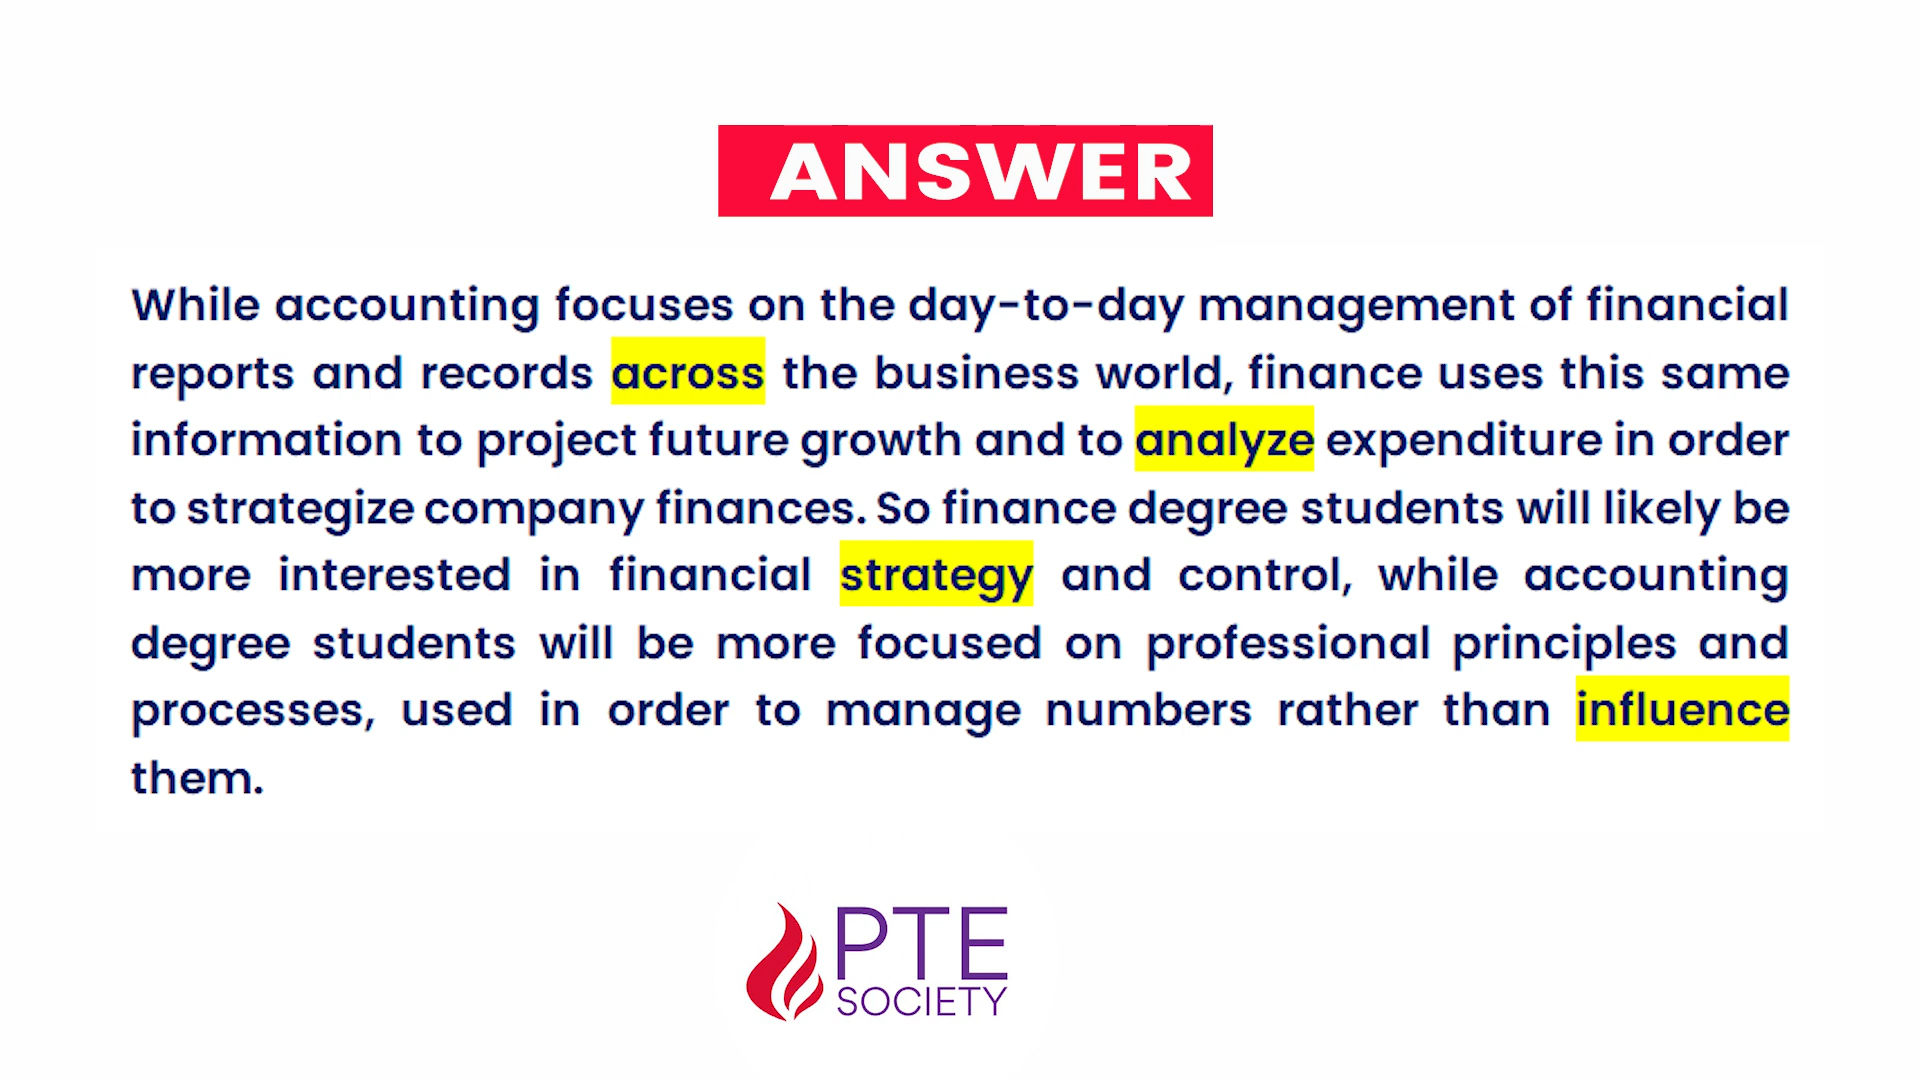 ANSWER
While accounting focuses on the day-to-day management of financial
reports and records across the business world, finance uses this same
information to project future growth and to analyze expenditure in order
to strategize company finances. So finance degree students will likely be
more interested in financial strategy and control, while accounting
degree students will be more focused on professional principles and
processes, used in order to manage numbers rather than influence
them.
PTE
SOCIETY